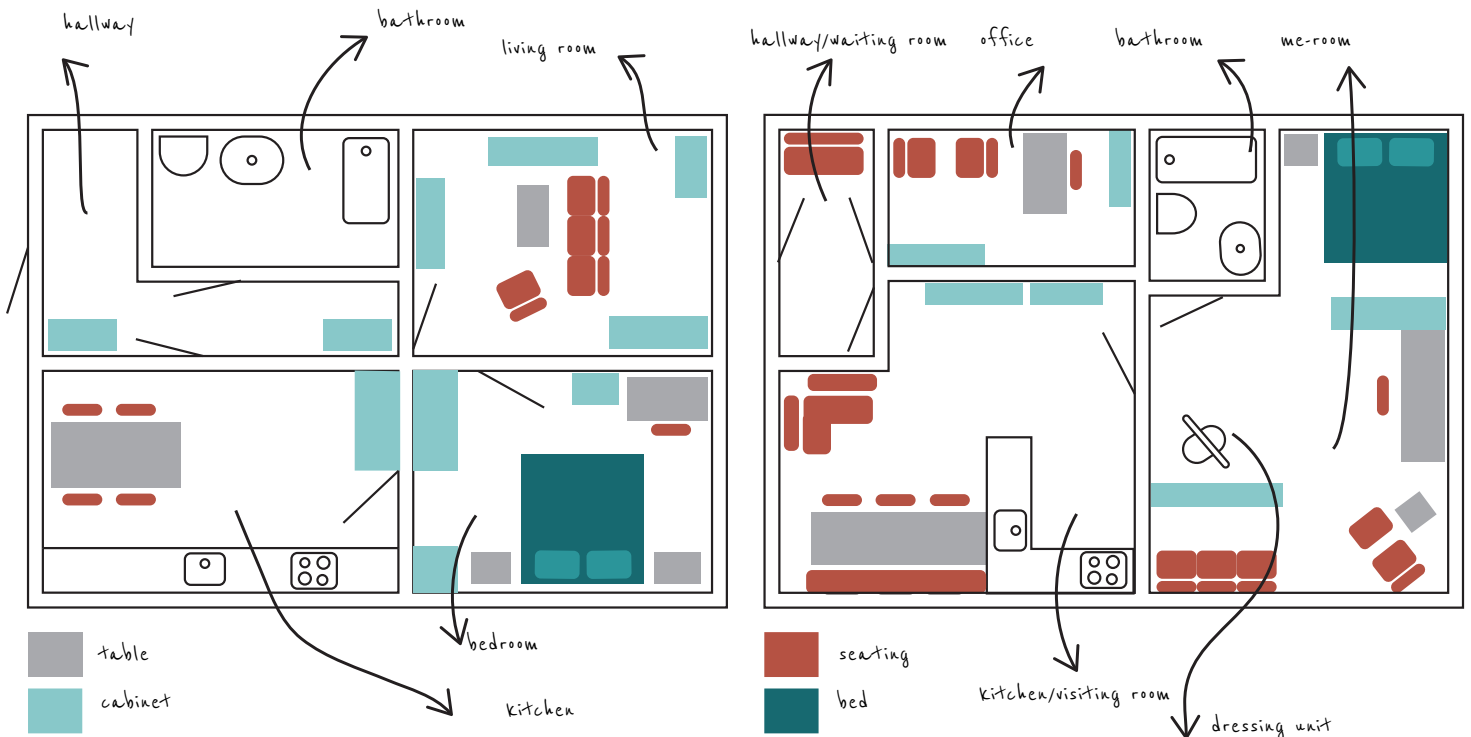 hallway
bathroom
living room
hallway/waiting room
office
bathroom
me-room
table
cabinet
bedroom
kitchen
seating
bed
kitchen/visiting room
dressing unit